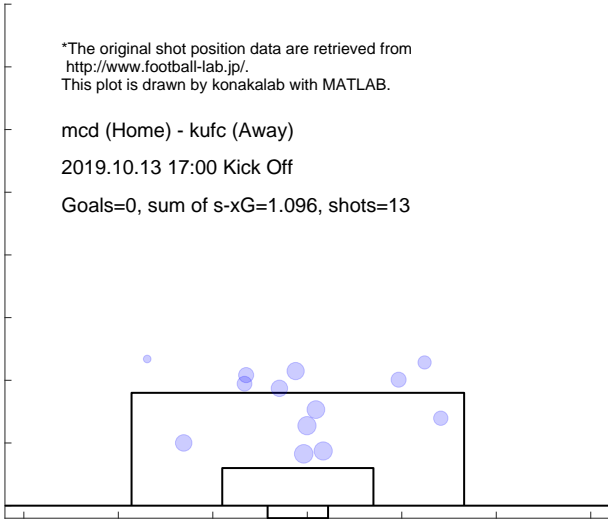 *The original shot position data are retrieved from
http://www.football-lab.jp/.
This plot is drawn by konakalab with MATLAB.
mcd (Home) - kufc (Away)
2019.10.13 17:00 Kick Off
Goals=0, sum of s-xG=1.096, shots=13